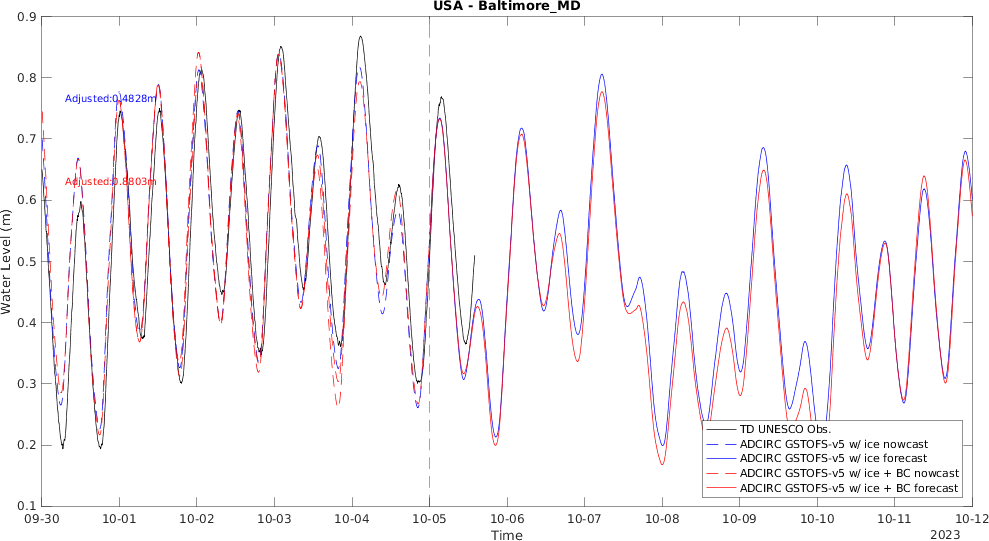 USA - Baltimore_MD
0.9
0.8
0.7
0.6
0.5
0.4
0.3
0.2
0.1
Water Level (m)
Adjusted:0.4828m
Adjusted:0.8803m
TD UNESCO Obs.
ADCIRC GSTOFS-v5 w/ ice nowcast
ADCIRC GSTOFS-v5 w/ ice forecast
ADCIRC GSTOFS-v5 w/ ice + BC nowcast
ADCIRC GSTOFS-v5 w/ ice + BC forecast
09-30 10-01 10-02 10-03 10-04 10-05 10-06 10-07 10-08 10-09 10-10 10-11 10-12
Time
2023